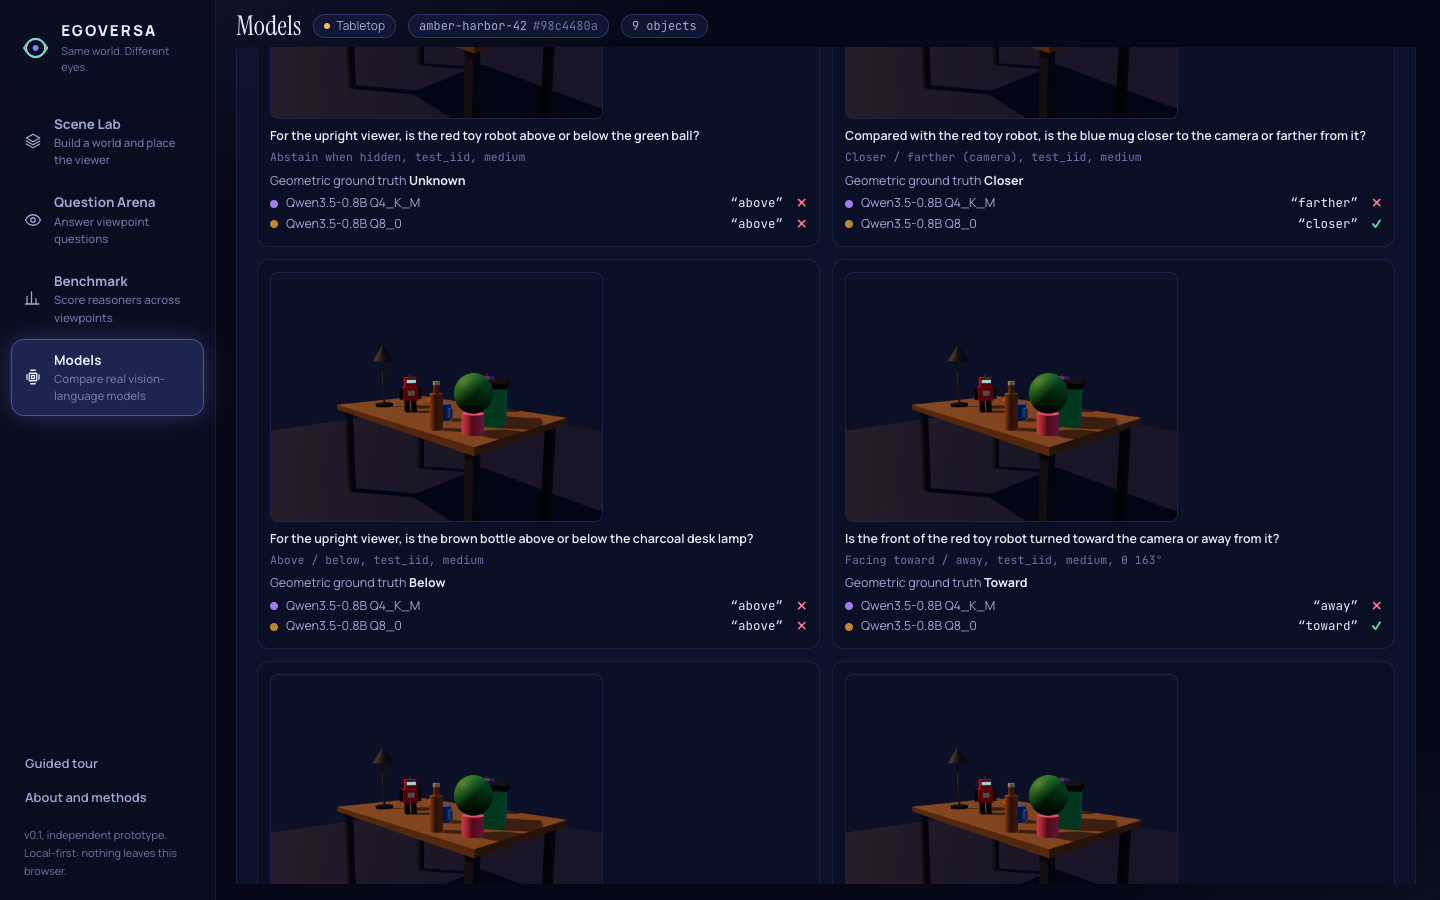 EGOVERSA
Same world. Different
eyes.
Scene Lab
Build a world and place
the viewer
Question Arena
Answer viewpoint
questions
Benchmark
Score reasoners across
viewpoints
Models
Compare real vision-
language models
Guided tour
About and methods
v0.1, independent prototype.
Local-first: nothing leaves this
browser.
Models
Tabletop
amber-harbor-42 #98c4480a
9 objects
For the upright viewer, is the red toy robot above or below the green ball?
Abstain when hidden, test_iid, medium
Geometric ground truth Unknown
Qwen3.5-0.8B Q4_K_M “above” ✕
Qwen3.5-0.8B Q8_0 “above” ✕
Compared with the red toy robot, is the blue mug closer to the camera or farther from it?
Closer / farther (camera), test_iid, medium
Geometric ground truth Closer
Qwen3.5-0.8B Q4_K_M “farther” ✕
Qwen3.5-0.8B Q8_0 “closer” ✓
For the upright viewer, is the brown bottle above or below the charcoal desk lamp?
Above / below, test_iid, medium
Geometric ground truth Below
Qwen3.5-0.8B Q4_K_M “above” ✕
Qwen3.5-0.8B Q8_0 “above” ✕
Is the front of the red toy robot turned toward the camera or away from it?
Facing toward / away, test_iid, medium, θ 163°
Geometric ground truth Toward
Qwen3.5-0.8B Q4_K_M “away” ✕
Qwen3.5-0.8B Q8_0 “toward” ✓